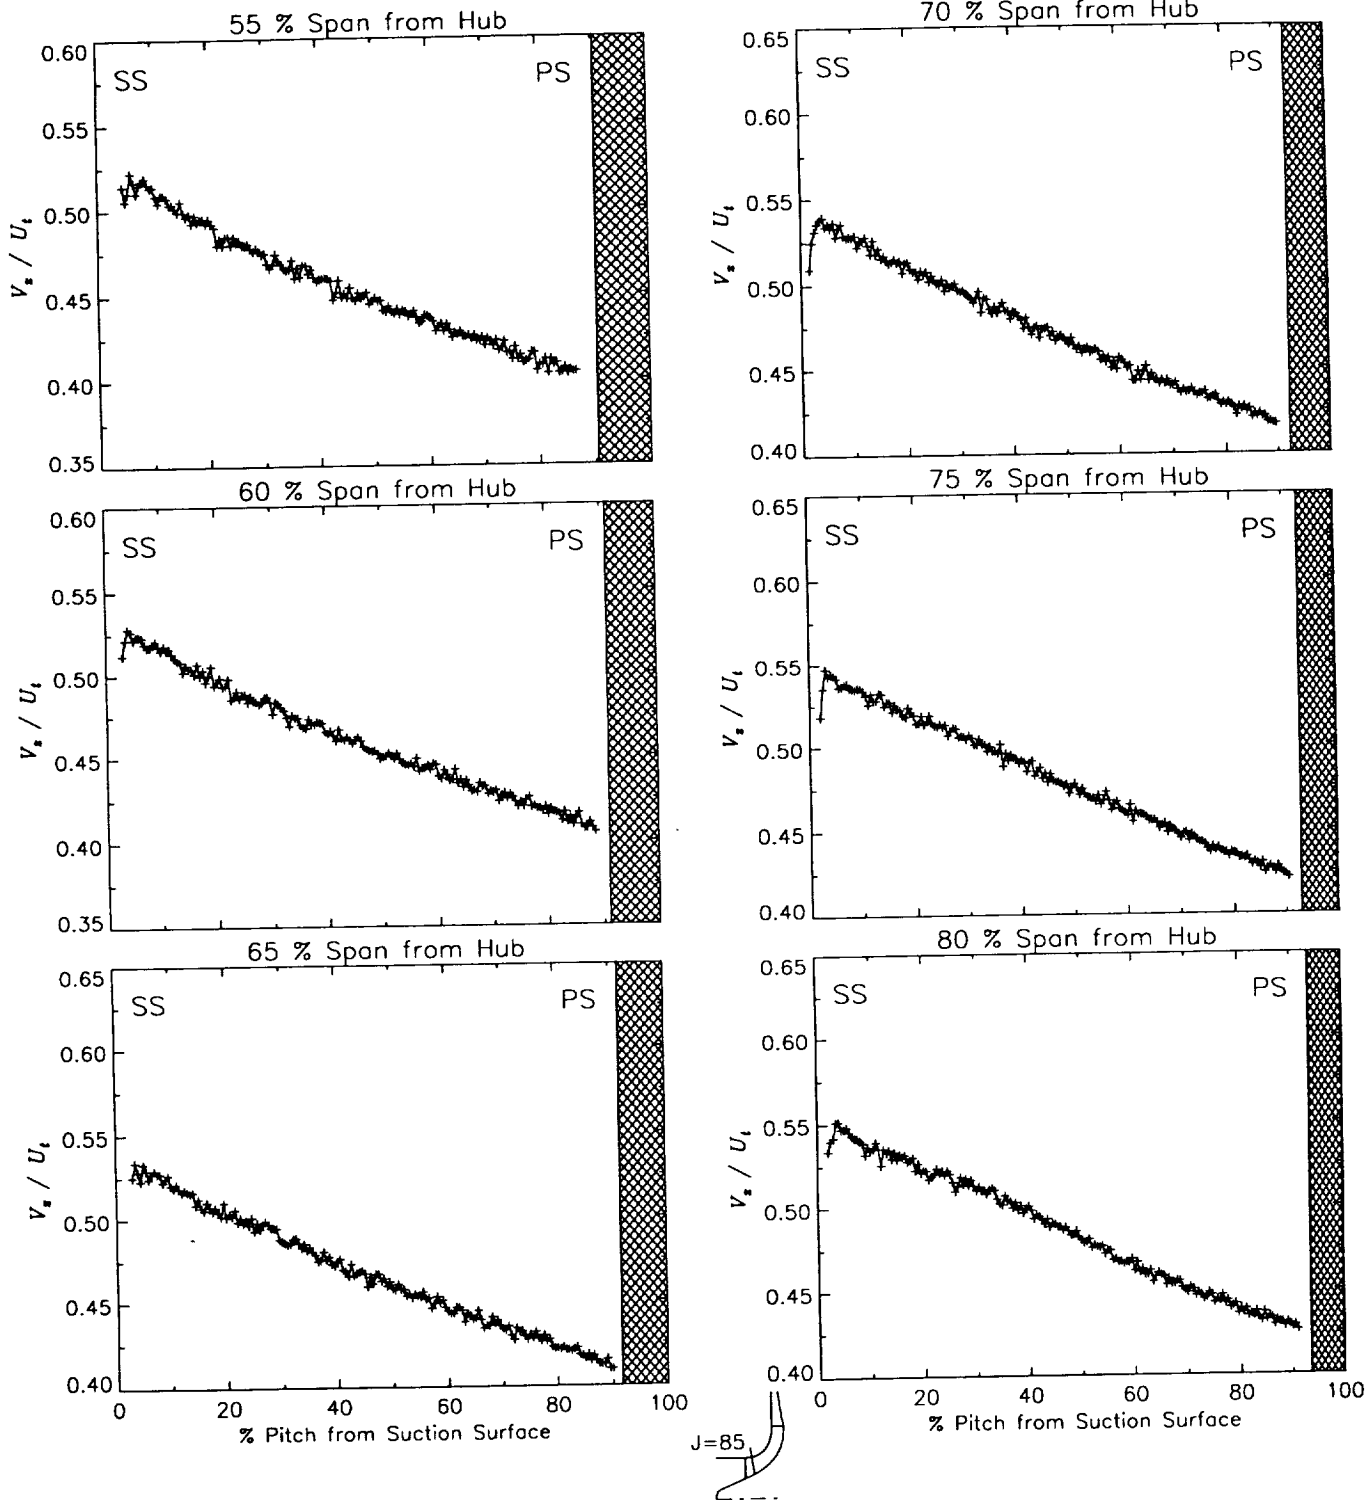 55 % Span from Hub
0.60
0.55
0.50
0.45
0.40
0.35
V_z / U_t
SS
PS
70 % Span from Hub
0.65
0.60
0.55
0.50
0.45
0.40
V_z / U_t
SS
PS
60 % Span from Hub
0.60
0.55
0.50
0.45
0.40
0.35
V_z / U_t
SS
PS
75 % Span from Hub
0.65
0.60
0.55
0.50
0.45
0.40
V_z / U_t
SS
PS
65 % Span from Hub
0.65
0.60
0.55
0.50
0.45
0.40
V_z / U_t
SS
PS
0 20 40 60 80 100
% Pitch from Suction Surface
80 % Span from Hub
0.65
0.60
0.55
0.50
0.45
0.40
V_z / U_t
SS
PS
0 20 40 60 80 100
% Pitch from Suction Surface
J=85